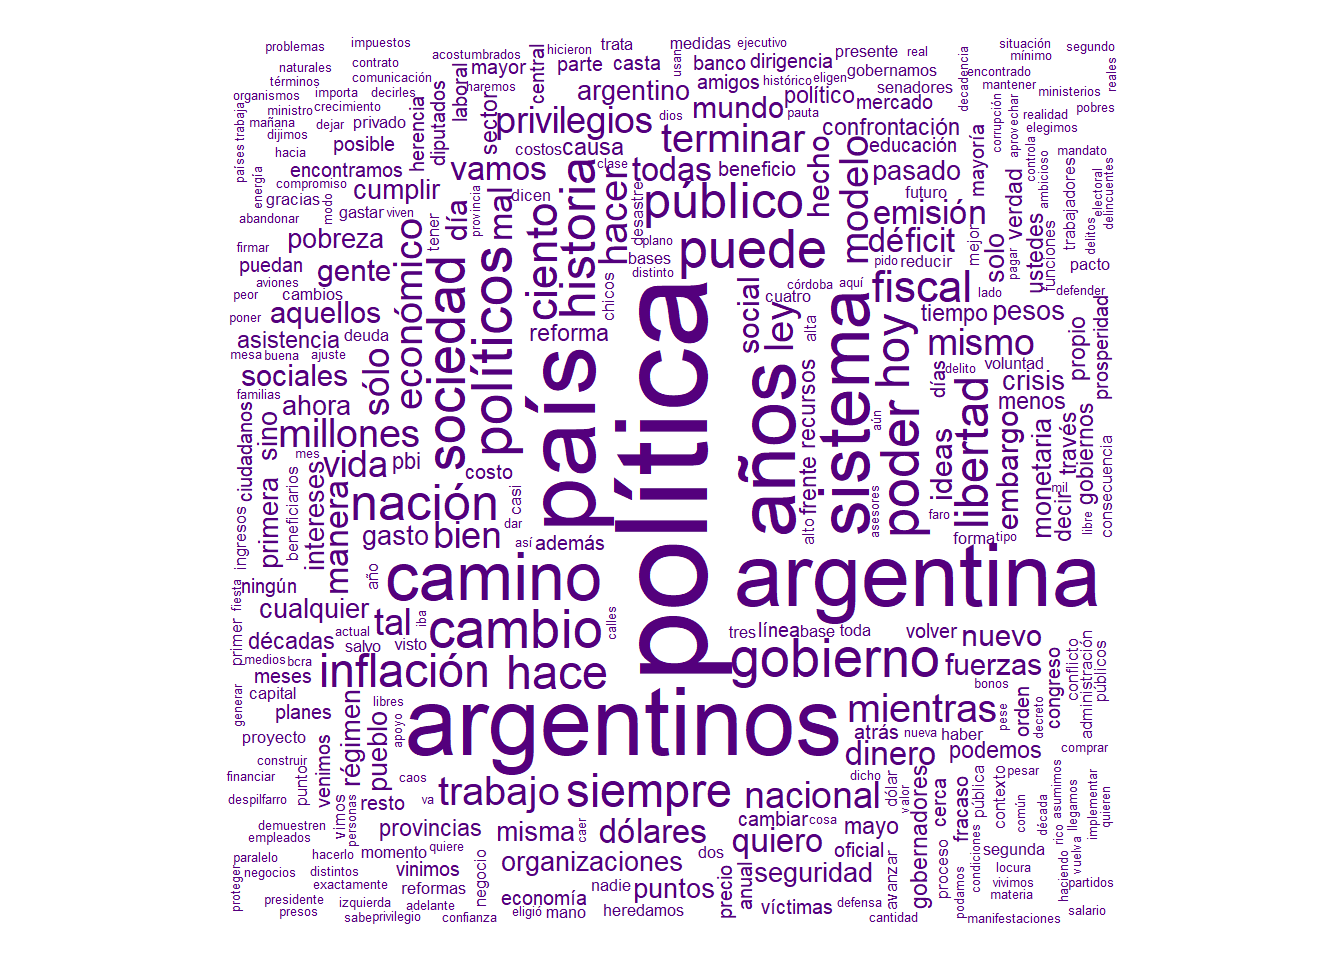 política
argentinos
argentina
país
sistema
años
camino
cambio
gobierno
sociedad
políticos
público
puede
inflación
hace
nación
historia
libertad
poder
hoy
siempre
modelo
fiscal
ley
hacer
ciento
económico
millones
privilegios
terminar
mientras
trabajo
nacional
dólares
dinero
quiero
mismo
déficit
vamos
todas
mundo
hecho
emisión
social
mal
día
sólo
vida
manera
bien
tal
nuevo
fuerzas
embargo
crisis
ideas
monetaria
pesos
solo
verdad
ustedes
pasado
confrontación
político
argentino
causa
cumplir
pobreza
gente
aquellos
asistencia
sociales
ahora
sino
primera
intereses
gasto
pbi
costo
además
reforma
cualquier
décadas
meses
planes
régimen
pueblo
venimos
resto
provincias
misma
organizaciones
economía
puntos
seguridad
víctimas
anual
precio
cambiar
mayo
oficial
gobernadores
cerca
fracaso
podemos
atrás
haber
orden
congreso
volver
línea
base
toda
tres
menos
través
decir
gobiernos
propio
prosperidad
días
tiempo
frente
recursos
alto
alta
cuatro
beneficio
amigos
banco
dirigencia
casta
parte
mayor
central
sector
laboral
diputados
herencia
posible
encontramos
gracias
puedan
cambios
deuda
tener
costos
dicen
chicos
bases
distinto
desastre
plano
córdoba
aquí
pido
reducir
futuro
mejor
mayoría
educación
mercado
senadores
gobernamos
presente
real
ejecutivo
medidas
trata
hicieron
usan
acostumbrados
haremos
impuestos
problemas
naturales
contrato
comunicación
términos
importa
decirles
organismos
crecimiento
ministro
mañana
dejar
privado
dijimos
hacia
países
trabaja
energía
compromiso
modo
abandonar
gastar
viven
provincia
firmar
aviones
peor
poner
mesa
buena
ajuste
familias
ciudadanos
ingresos
mes
beneficiarios
casi
dar
así
año
ningún
fiesta
primer
actual
salvo
visto
iba
calles
medios
bcra
capital
generar
libres
apoyo
proyecto
construir
punto
financiar
despilfarro
vimos
personas
caos
va
demuestren
empleados
paralelo
hacerlo
momento
quiere
negocios
distintos
vinimos
exactamente
reformas
proteger
presidente
izquierda
adelante
presos
sabe
privilegio
confianza
negocio
eligió
mano
heredamos
nadie
dos
caer
cosa
dicho
dólar
valor
avanzar
defensa
cantidad
proceso
podamos
condiciones
pública
contexto
pesar
común
década
rico
asumimos
llegamos
vuelva
haciendo
implementar
quieren
segunda
locura
vivimos
materia
partidos
salario
manifestaciones
comprar
decreto
pese
bonos
nueva
conflicto
administración
públicos
forma
tipo
faro
asesores
aún
mil
libre
consecuencia
voluntad
delito
lado
pagar
defender
pacto
funciones
trabajadores
delitos
electoral
delincuentes
mandato
ambicioso
controla
elegimos
realidad
aprovechar
corrupción
pobres
ministerios
mantener
encontrado
reales
mínimo
situación
segundo
decadencia
eligen
histórico
pauta
dios
clase